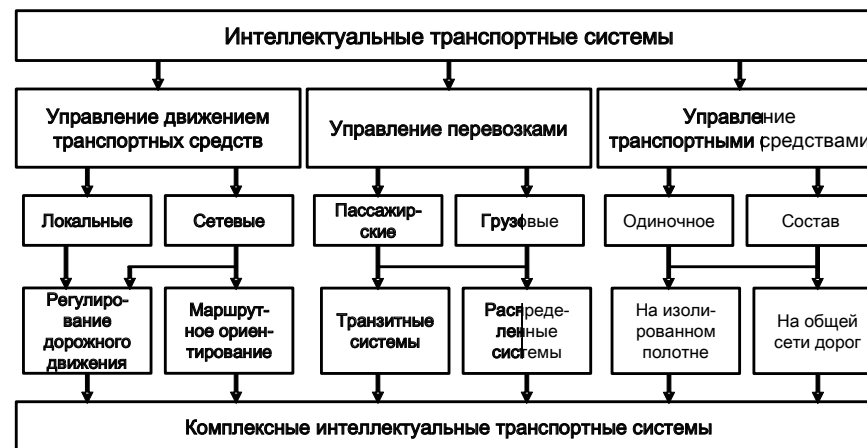 Интеллектуальные транспортные системы
Управление движением
транспортных средств
Управление перевозками
Управление
транспортными средствами
Локальные
Сетевые
Пассажир-
ские
Грузовые
Одиночное
Состав
Регулиро-
вание
дорожного
движения
Маршрут-
ное ориен-
тирование
Транзитные
системы
Распреде-
ленные
системы
На изоли-
рованном
полотне
На общей
сети дорог
Комплексные интеллектуальные транспортные системы